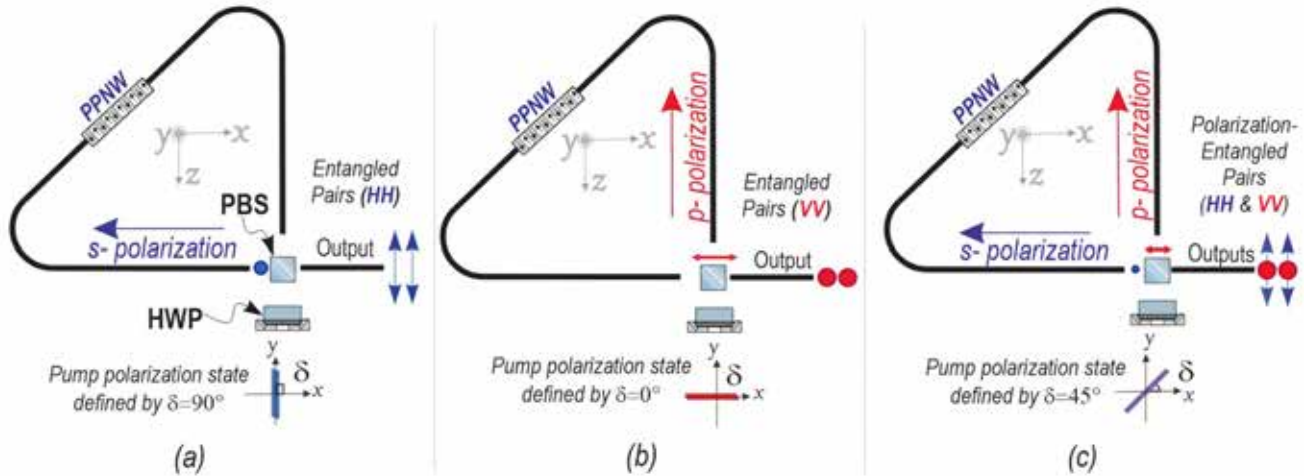 PPNW
y
x
z
Entangled
Pairs (HH)
PBS
s- polarization
Output
HWP
y
Pump polarization state
defined by δ=90°
δ
x
(a)
PPNW
p- polarization
y
x
z
Entangled
Pairs (VV)
Output
y
Pump polarization state
defined by δ=0°
δ
x
(b)
PPNW
p- polarization
y
x
z
Polarization-
Entangled
Pairs
(HH & VV)
s- polarization
Outputs
y
Pump polarization state
defined by δ=45°
δ
x
(c)